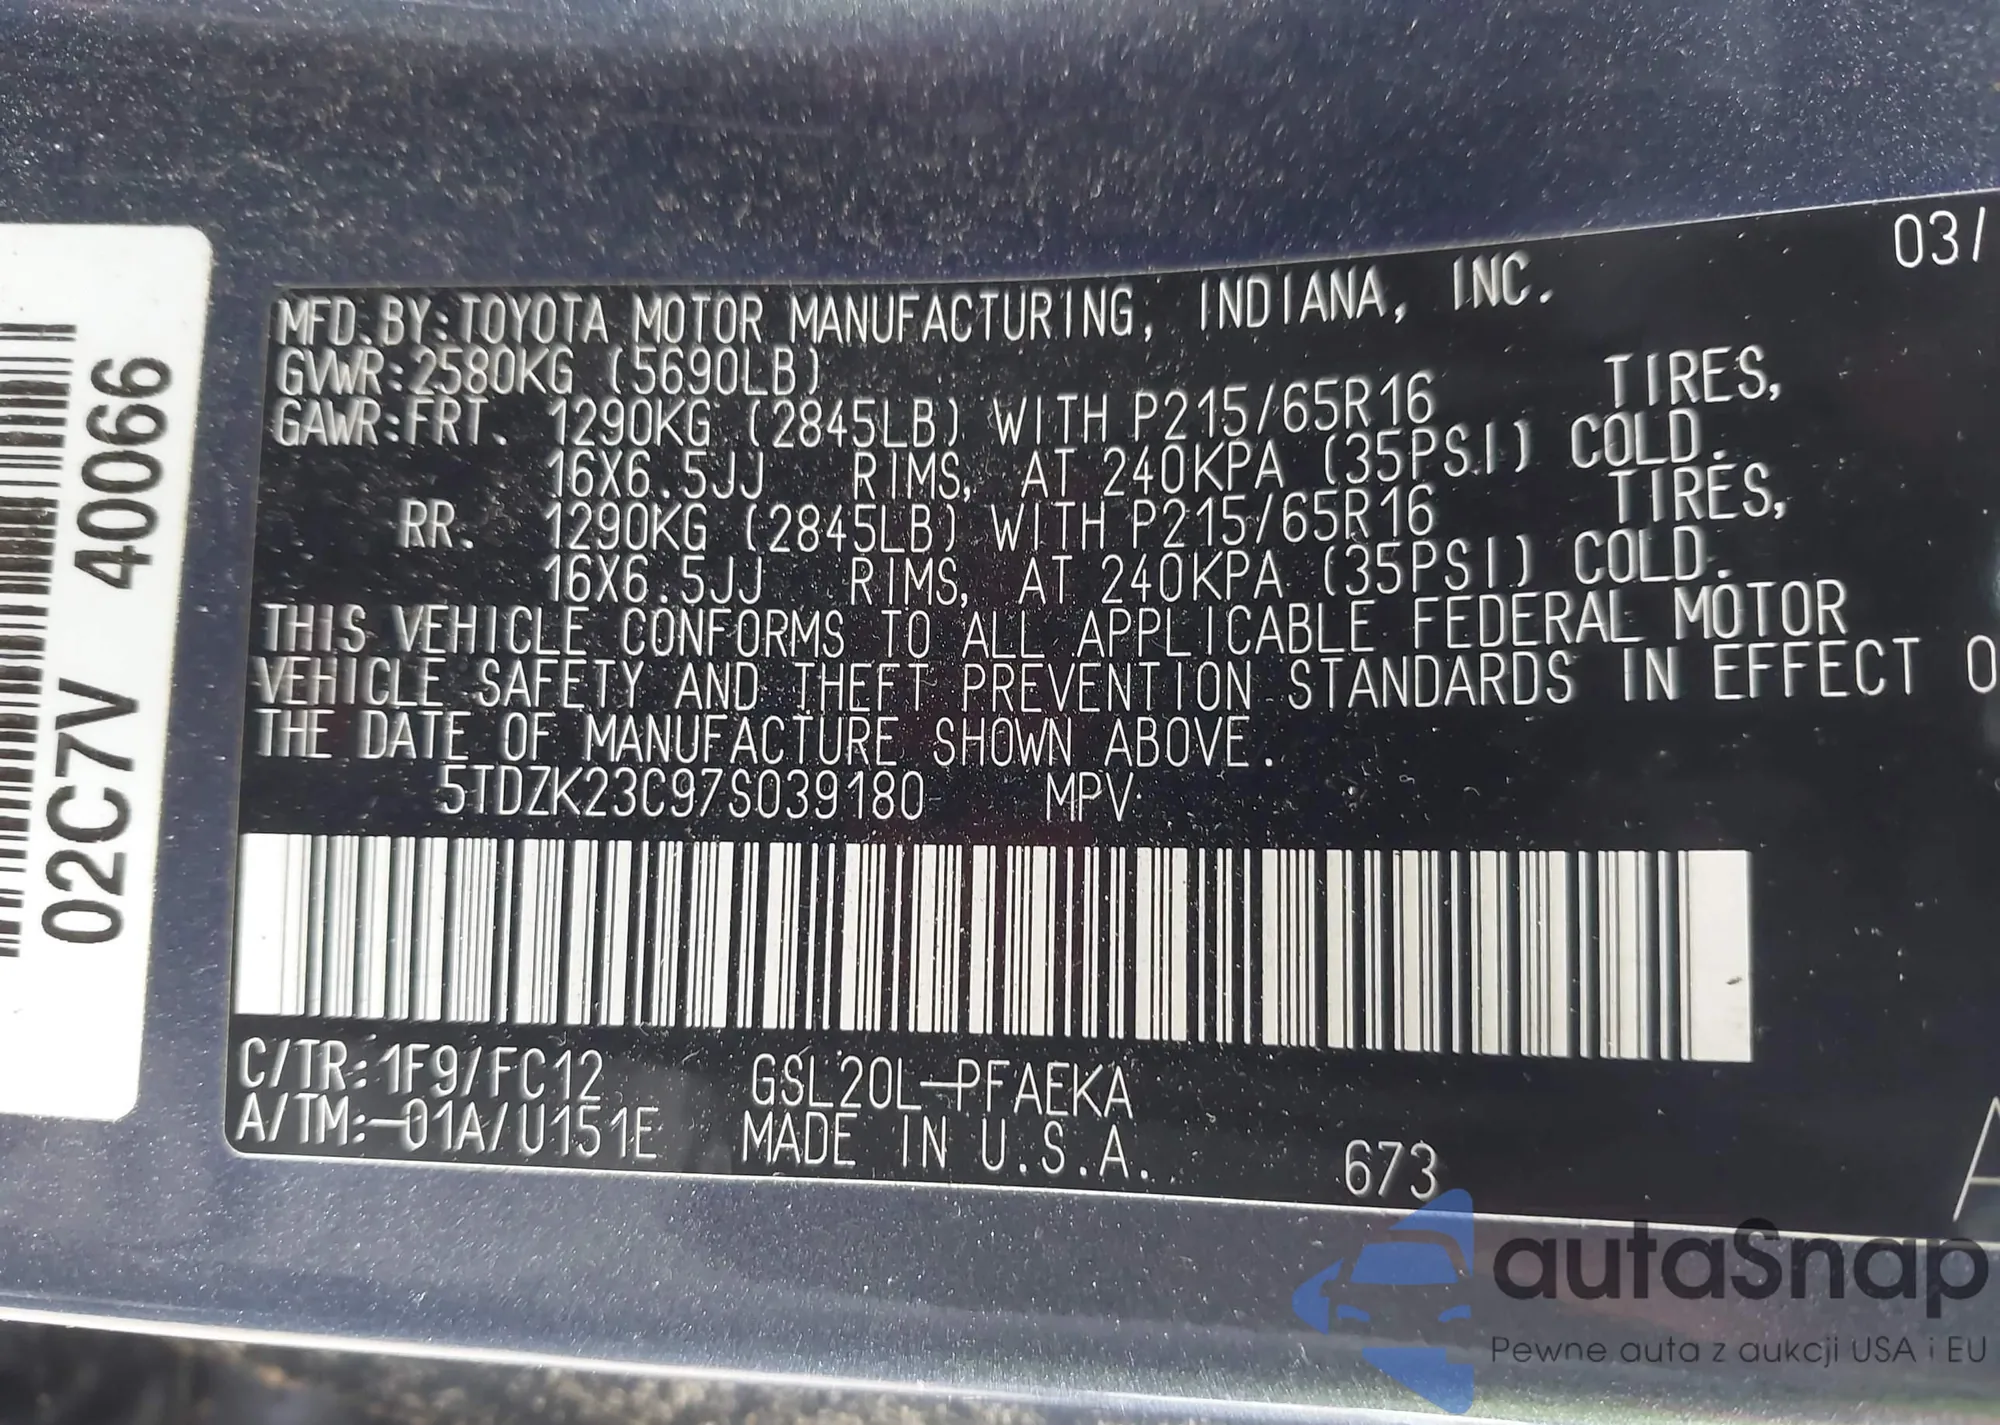 03/
MFD.BY:TOYOTA MOTOR MANUFACTURING, INDIANA, INC.
GVWR:2580KG (5690LB)
GAWR:FRT. 1290KG (2845LB) WITH P215/65R16 TIRES,
16X6.5JJ RIMS, AT 240KPA (35PSI) COLD.
RR. 1290KG (2845LB) WITH P215/65R16 TIRES,
16X6.5JJ RIMS, AT 240KPA (35PSI) COLD.
THIS VEHICLE CONFORMS TO ALL APPLICABLE FEDERAL MOTOR
VEHICLE SAFETY AND THEFT PREVENTION STANDARDS IN EFFECT O
THE DATE OF MANUFACTURE SHOWN ABOVE.
5TDZK23C97S039180 MPV
C/TR:1F9/FC12 GSL20L-PFAEKA
A/TM:-01A/U151E MADE IN U.S.A. 673
A
02C7V 40066
autaSnap
Pewne auta z aukcji USA i EU